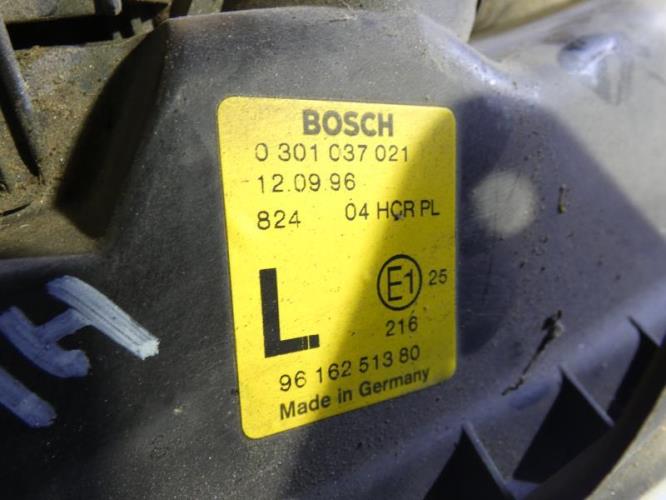 BOSCH
0 301 037 021
12.09.96
824 04 HCR PL
L E1 25
216
96 162 513 80
Made in Germany